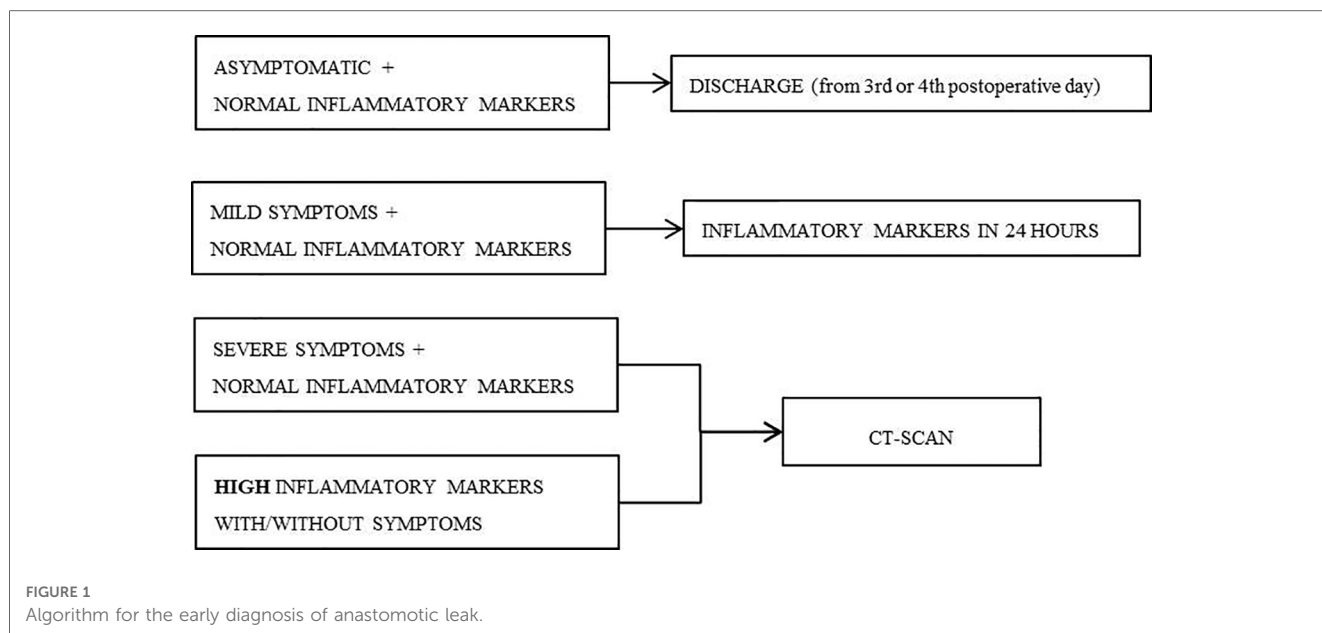 ASYMPTOMATIC +
NORMAL INFLAMMATORY MARKERS
DISCHARGE (from 3rd or 4th postoperative day)
MILD SYMPTOMS +
NORMAL INFLAMMATORY MARKERS
INFLAMMATORY MARKERS IN 24 HOURS
SEVERE SYMPTOMS +
NORMAL INFLAMMATORY MARKERS
HIGH INFLAMMATORY MARKERS
WITH/WITHOUT SYMPTOMS
CT-SCAN
FIGURE 1
Algorithm for the early diagnosis of anastomotic leak.